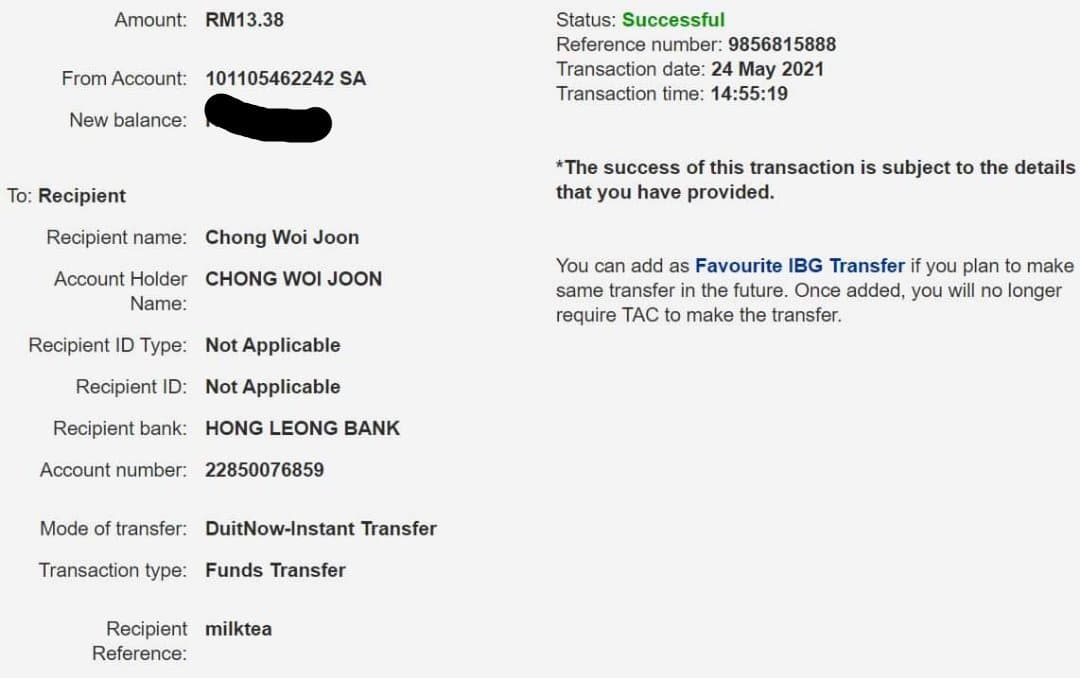 Amount: RM13.38
From Account: 101105462242 SA
New balance:
To: Recipient
Recipient name: Chong Woi Joon
Account Holder CHONG WOI JOON
Name:
Recipient ID Type: Not Applicable
Recipient ID: Not Applicable
Recipient bank: HONG LEONG BANK
Account number: 22850076859
Mode of transfer: DuitNow-Instant Transfer
Transaction type: Funds Transfer
Recipient milktea
Reference:
Status: Successful
Reference number: 9856815888
Transaction date: 24 May 2021
Transaction time: 14:55:19
*The success of this transaction is subject to the details
that you have provided.
You can add as Favourite IBG Transfer if you plan to make
same transfer in the future. Once added, you will no longer
require TAC to make the transfer.